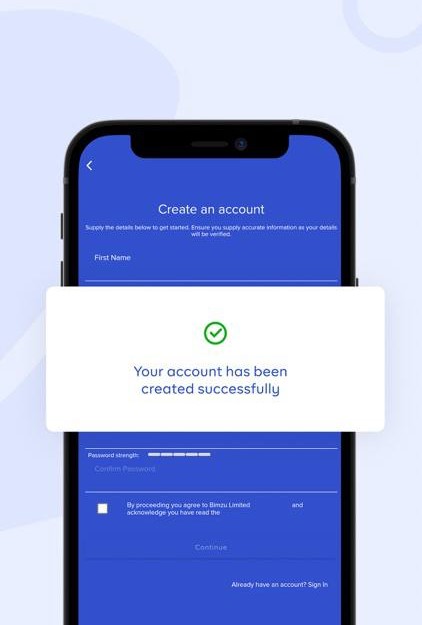 Create an account
Supply the details below to get started. Ensure you supply accurate information as your details
will be verified.
First Name
Your account has been
created successfully
Password strength:
Confirm Password
By proceeding you agree to Bimzu Limited and
acknowledge you have read the
Continue
Already have an account? Sign In